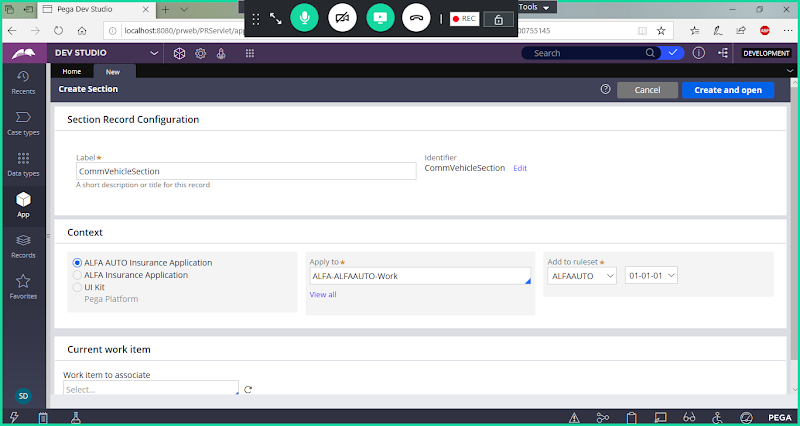 Pega Dev Studio
Tools
REC
localhost:8080/prweb/PRServlet/app
00755145
ABP
DEV STUDIO
Search
DEVELOPMENT
Home
New
Recents
Create Section
Cancel
Create and open
Section Record Configuration
Case types
Label★
Identifier
CommVehicleSection
CommVehicleSection
Edit
Data types
A short description or title for this record
App
Context
Records
ALFA AUTO Insurance Application
ALFA Insurance Application
UI Kit
Pega Platform
Apply to★
ALFA-ALFAAUTO-Work
View all
Add to ruleset★
ALFAAUTO
01-01-01
Favorites
Current work item
Work item to associate
Select...
SD
PEGA